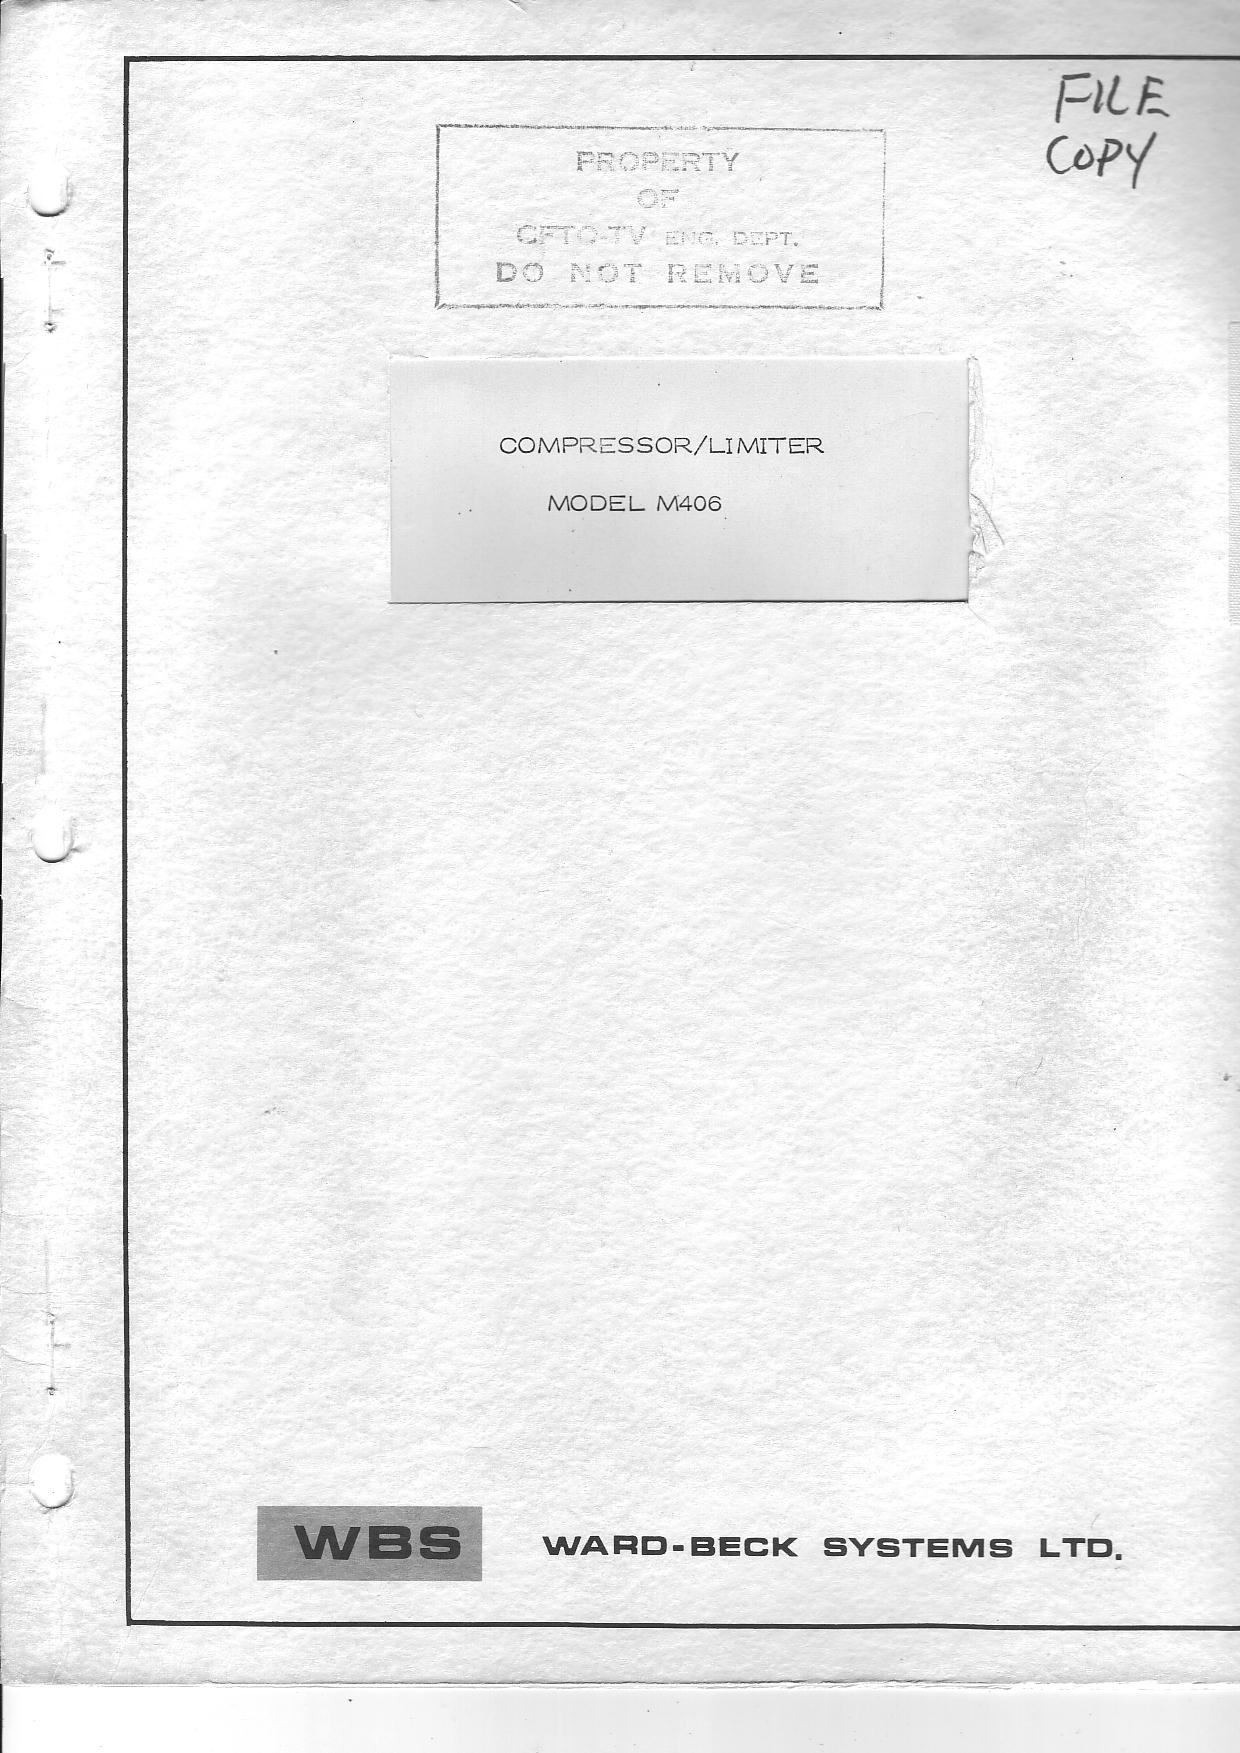 FILE
COPY
PROPERTY
OF
CFTO-TV ENG. DEPT.
DO NOT REMOVE
COMPRESSOR/LIMITER
MODEL M406
WBS
WARD-BECK SYSTEMS LTD.